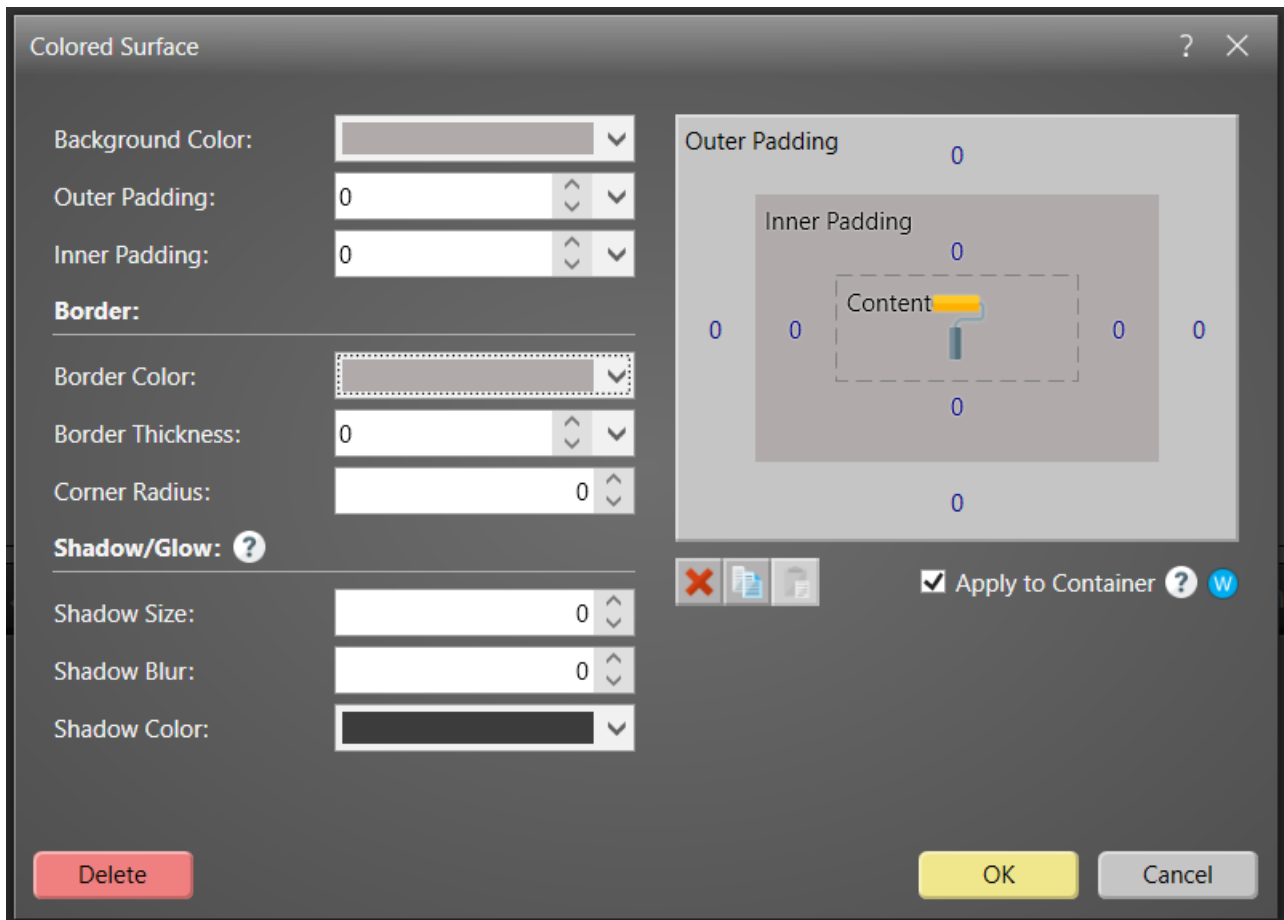 Colored Surface ?
Background Color:
Outer Padding: 0
Inner Padding: 0
Border:
Border Color:
Border Thickness: 0
Corner Radius: 0
Shadow/Glow: ?
Shadow Size: 0
Shadow Blur: 0
Shadow Color:
Outer Padding
0
Inner Padding
0
Content
0 0 0 0
0
0
Apply to Container ? W
Delete OK Cancel